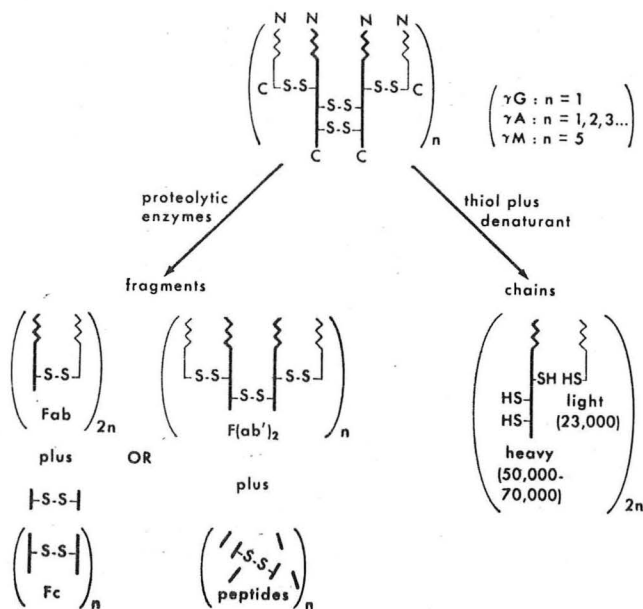 N N N N
C -S-S- -S-S- C
-S-S-
-S-S-
C C
n
γG : n = 1
γA : n = 1,2,3...
γM : n = 5
proteolytic
enzymes
thiol plus
denaturant
fragments
chains
-S-S-
Fab
2n
plus
OR
-S-S-
-S-S-
Fc
n
-S-S- -S-S-
-S-S-
F(ab')2
n
plus
-S-S-
peptides
n
-SH HS-
HS-
HS-
light
(23,000)
heavy
(50,000-
70,000)
2n